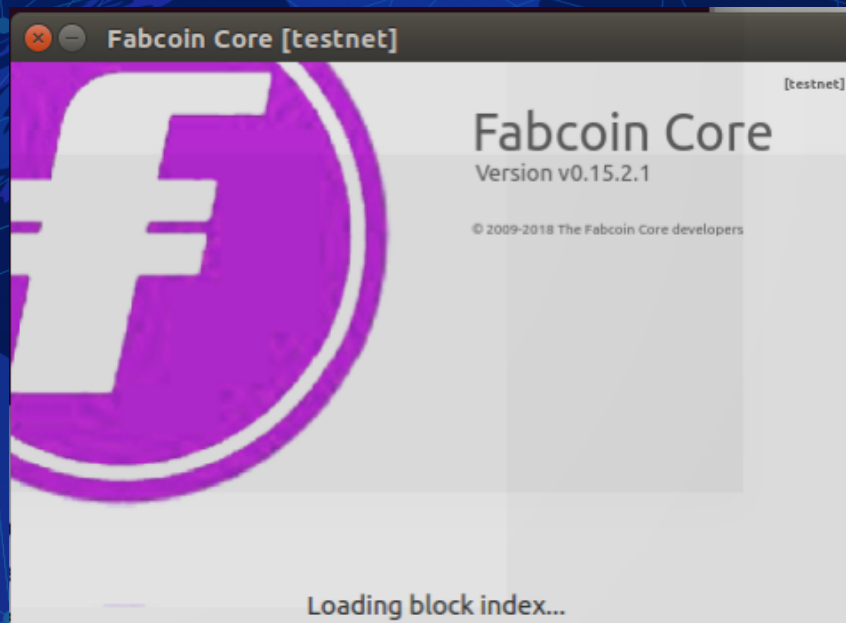 Fabcoin Core [testnet]
[testnet]
Fabcoin Core
Version v0.15.2.1
© 2009-2018 The Fabcoin Core developers
Loading block index...